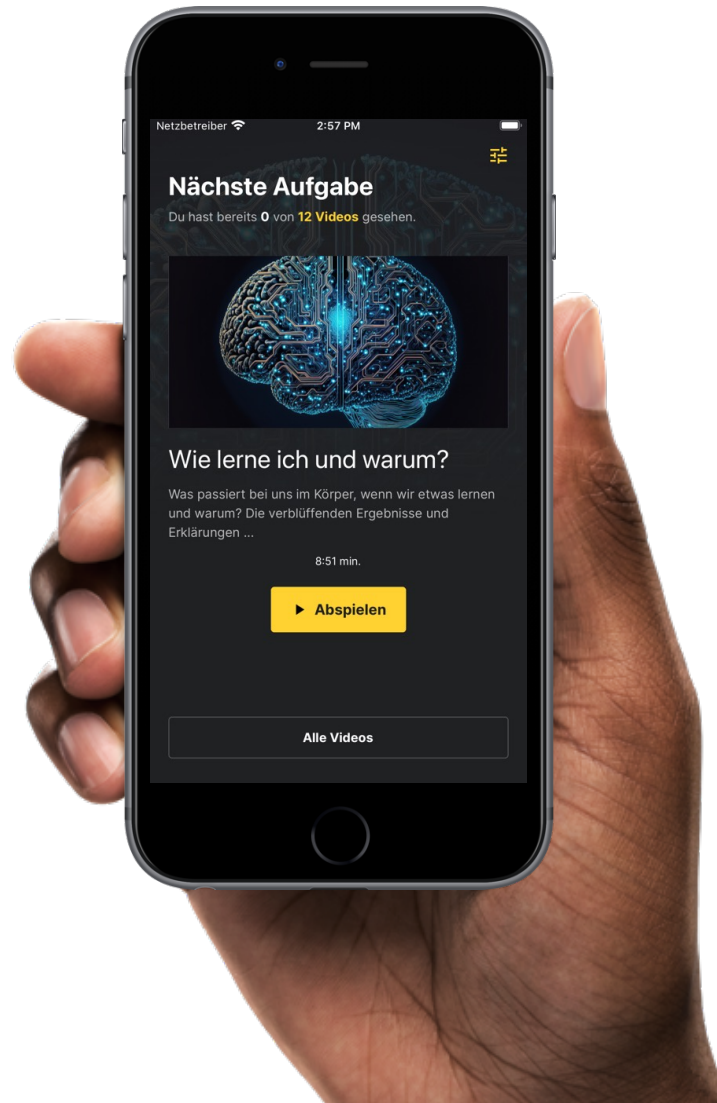 Netzbetreiber 2:57 PM
Nächste Aufgabe
Du hast bereits 0 von 12 Videos gesehen.
Wie lerne ich und warum?
Was passiert bei uns im Körper, wenn wir etwas lernen
und warum? Die verblüffenden Ergebnisse und
Erklärungen ...
8:51 min.
Abspielen
Alle Videos